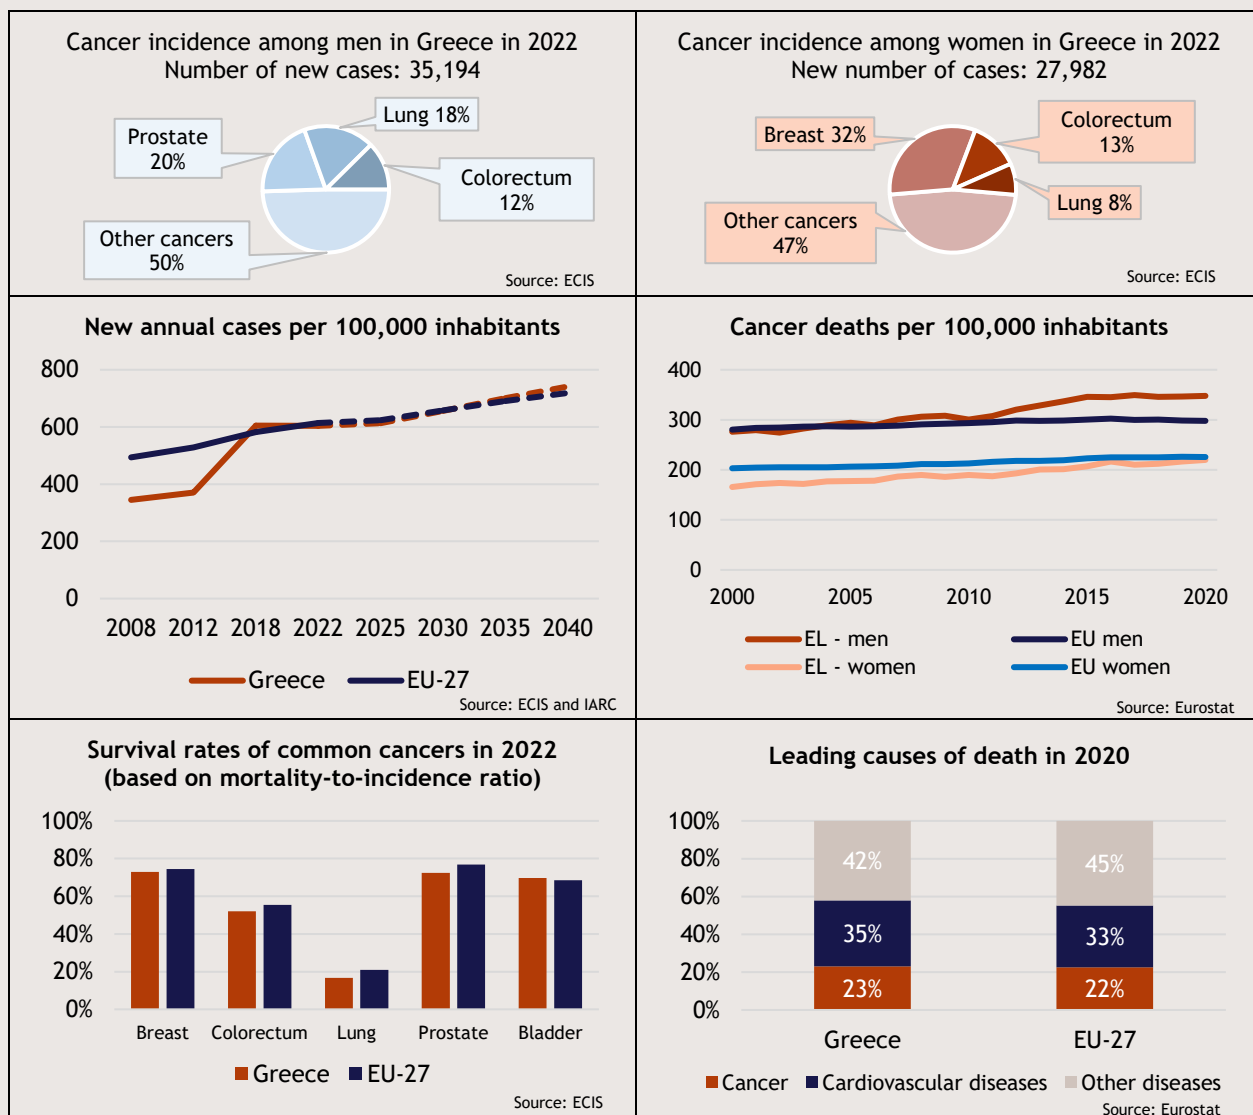 Cancer incidence among men in Greece in 2022
Number of new cases: 35,194
Lung 18%
Prostate
20%
Colorectum
12%
Other cancers
50%
Source: ECIS
Cancer incidence among women in Greece in 2022
New number of cases: 27,982
Breast 32%
Colorectum
13%
Lung 8%
Other cancers
47%
Source: ECIS
New annual cases per 100,000 inhabitants
800
600
400
200
0
2008 2012 2018 2022 2025 2030 2035 2040
Greece EU-27
Source: ECIS and IARC
Cancer deaths per 100,000 inhabitants
400
300
200
100
0
2000 2005 2010 2015 2020
EL - men EU men
EL - women EU women
Source: Eurostat
Survival rates of common cancers in 2022
(based on mortality-to-incidence ratio)
100%
80%
60%
40%
20%
0%
Breast Colorectum Lung Prostate Bladder
Greece EU-27
Source: ECIS
Leading causes of death in 2020
100%
80%
60%
40%
20%
0%
42% 45%
35% 33%
23% 22%
Greece EU-27
Cancer Cardiovascular diseases Other diseases
Source: Eurostat